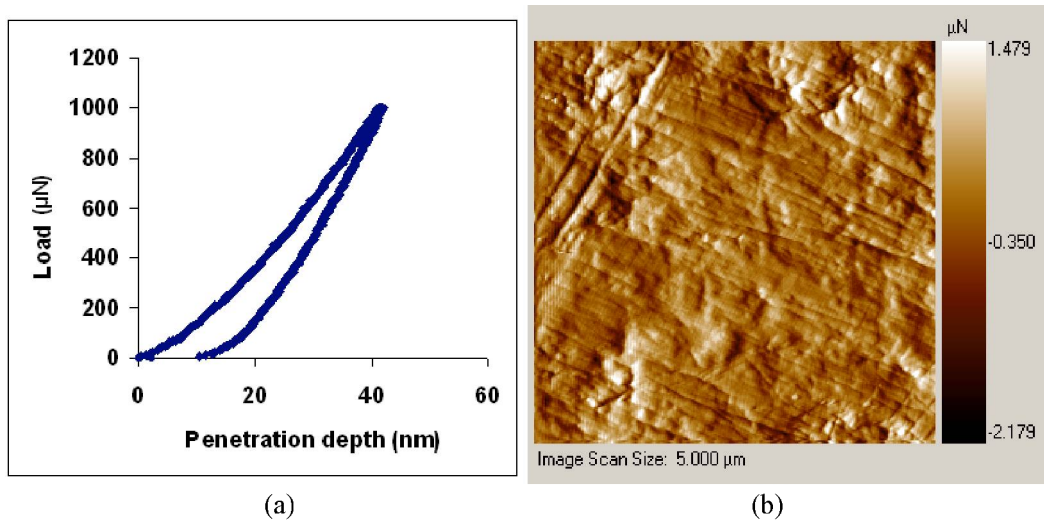 1200
1000
800
600
400
200
0
0 20 40 60
Load (µN)
Penetration depth (nm)
(a)
µN
1.479
-0.350
-2.179
Image Scan Size: 5.000 µm
(b)